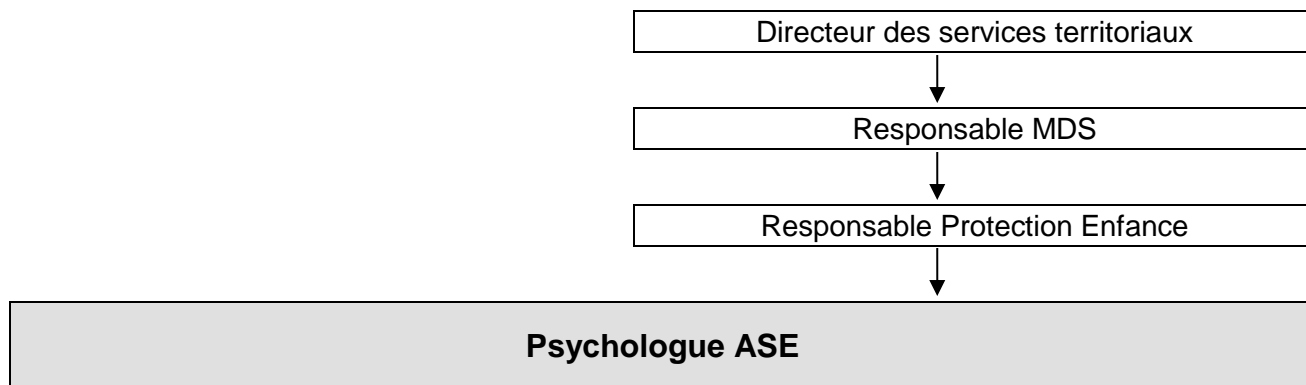 Directeur des services territoriaux
Responsable MDS
Responsable Protection Enfance
Psychologue ASE